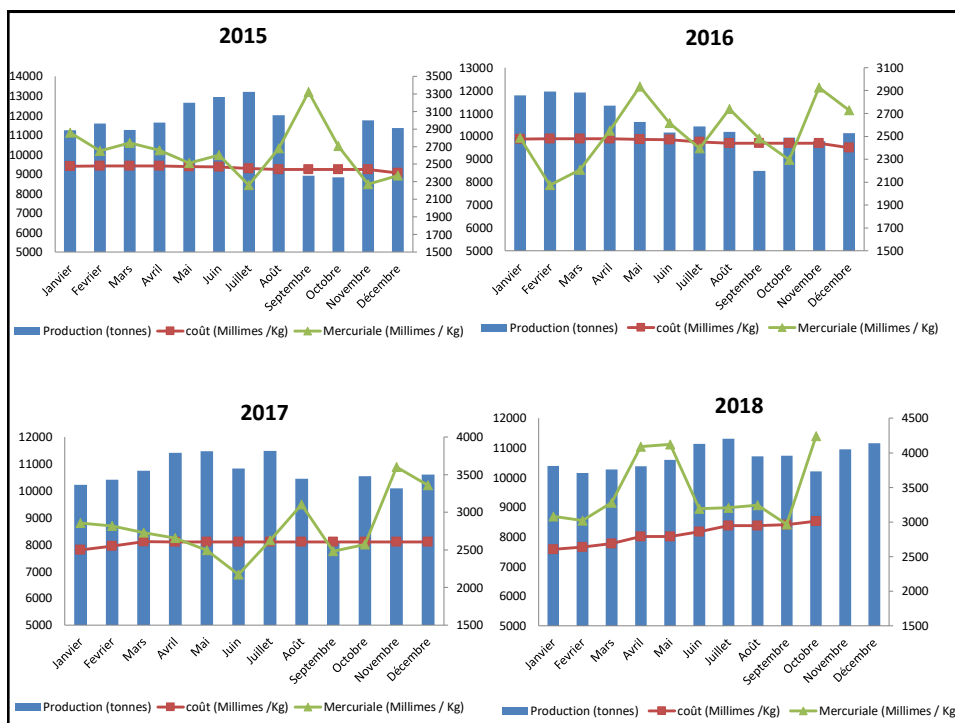 2015
14000
13000
12000
11000
10000
9000
8000
7000
6000
5000
3500
3300
3100
2900
2700
2500
2300
2100
1900
1700
1500
Janvier
Fevrier
Mars
Avril
Mai
Juin
Juillet
Août
Septembre
Octobre
Novembre
Décembre
Production (tonnes) coût (Millimes /Kg) Mercuriale (Millimes / Kg)
2016
13000
12000
11000
10000
9000
8000
7000
6000
5000
3100
2900
2700
2500
2300
2100
1900
1700
1500
Janvier
Fevrier
Mars
Avril
Mai
Juin
Juillet
Août
Septembre
Octobre
Novembre
Décembre
Production (tonnes) coût (Millimes /Kg) Mercuriale (Millimes / Kg)
2017
12000
11000
10000
9000
8000
7000
6000
5000
4000
3500
3000
2500
2000
1500
Janvier
Fevrier
Mars
Avril
Mai
Juin
Juillet
Août
Septembre
Octobre
Novembre
Décembre
Production (tonnes) coût (Millimes /Kg) Mercuriale (Millimes / Kg)
2018
12000
11000
10000
9000
8000
7000
6000
5000
4500
4000
3500
3000
2500
2000
1500
Janvier
Fevrier
Mars
Avril
Mai
Juin
Juillet
Août
Septembre
Octobre
Novembre
Décembre
Production (tonnes) coût (Millimes /Kg) Mercuriale (Millimes / Kg)